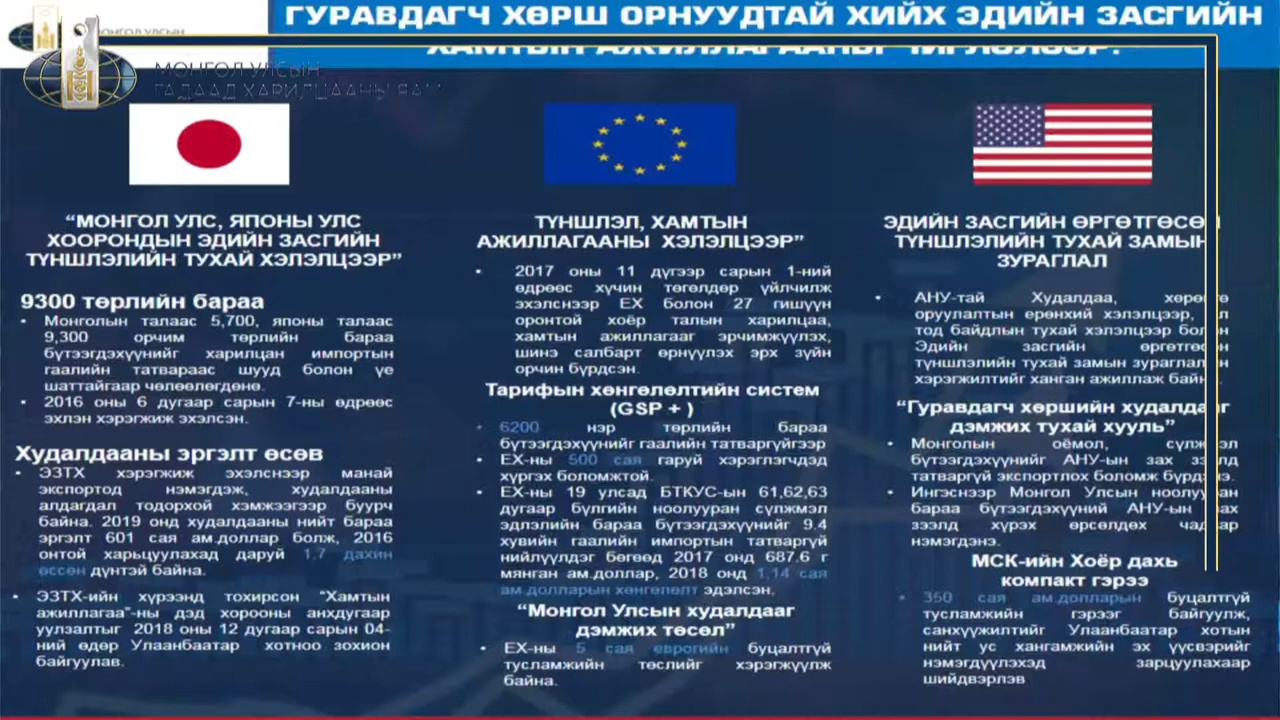 ГУРАВДАГЧ ХӨРШ ОРНУУДТАЙ ХИЙХ ЭДИЙН ЗАСГИЙН
ХАМТЫН АЖИЛЛАГААНЫ
МОНГОЛ УЛСЫН
МОНГОЛ УЛСЫН
ГАДААД ХАРИЛЦААНЫ ЯАМ
“МОНГОЛ УЛС, ЯПОНЫ УЛС
ХООРОНДЫН ЭДИЙН ЗАСГИЙН
ТҮНШЛЭЛИЙН ТУХАЙ ХЭЛЭЛЦЭЭР”
9300 төрлийн бараа
• Монголын талаас 5,700, японы талаас
9,300 орчим төрлийн бараа
бүтээгдэхүүнийг харилцан импортын
гаалийн татвараас шууд болон үе
шаттайгаар чөлөөлөгдөнө.
• 2016 оны 6 дугаар сарын 7-ны өдрөөс
эхлэн хэрэгжиж эхэлсэн.
Худалдааны эргэлт өсөв
• ЭЗТХ хэрэгжиж эхэлснээр манай
экспортод нэмэгдэж, худалдааны
алдагдал тодорхой хэмжээгээр буурч
байна. 2019 онд худалдааны нийт бараа
эргэлт 601 сая ам.доллар болж, 2016
онтой харьцуулахад даруй 1,7 дахин
өссөн дүнтэй байна.
• ЭЗТХ-ийн хүрээнд тохирсон “Хамтын
ажиллагаа”-ны дэд хорооны анхдугаар
уулзалтыг 2018 оны 12 дугаар сарын 04-
ний өдөр Улаанбаатар хотноо зохион
байгуулав.
ТҮНШЛЭЛ, ХАМТЫН
АЖИЛЛАГААНЫ ХЭЛЭЛЦЭЭР”
• 2017 оны 11 дүгээр сарын 1-ний
өдрөөс хүчин төгөлдөр үйлчилж
эхэлснээр ЕХ болон 27 гишүүн
оронтой хоёр талын харилцаа,
хамтын ажиллагааг эрчимжүүлэх,
шинэ салбарт өрнүүлэх эрх зүйн
орчин бүрдсэн.
Тарифын хөнгөлөлтийн систем
(GSP + )
• 6200 нэр төрлийн бараа
бүтээгдэхүүнийг гаалийн татваргүйгээр
• ЕХ-ны 500 сая гаруй хэрэглэгчдэд
хүргэх боломжтой.
• ЕХ-ны 19 улсад БТКУС-ын 61,62,63
дугаар бүлгийн ноолууран сүлжмэл
эдлэлийн бараа бүтээгдэхүүнийг 9.4
хувийн гаалийн импортын татваргүй
нийлүүлдэг бөгөөд 2017 онд 687.6 г
мянган ам.доллар, 2018 онд 1,14 сая
ам.долларын хөнгөлөлт эдэлсэн.
“Монгол Улсын худалдааг
дэмжих төсөл”
• ЕХ-ны 5 сая еврогийн буцалтгүй
тусламжийн төслийг хэрэгжүүлж
байна.
ЭДИЙН ЗАСГИЙН ӨРГӨТГӨСӨН
ТҮНШЛЭЛИЙН ТУХАЙ ЗАМЫН
ЗУРАГЛАЛ
• АНУ-тай Худалдаа, хөрөнгө
оруулалтын ерөнхий хэлэлцээр, ил
тод байдлын тухай хэлэлцээр болон
Эдийн засгийн өргөтгөсөн
түншлэлийн тухай замын зураглалын
хэрэгжилтийг ханган ажиллаж байна.
“Гуравдагч хөршийн худалдааг
дэмжих тухай хууль”
• Монголын оёмол, сүлжмэл
бүтээгдэхүүнийг АНУ-ын зах зээлд
татваргүй экспортлох боломж бүрдэнэ.
• Ингэснээр Монгол Улсын ноолууран
бараа бүтээгдэхүүний АНУ-ын зах
зээлд хүрэх өрсөлдөх чадвар
нэмэгдэнэ.
МСК-ийн Хоёр дахь
компакт гэрээ
• 350 сая ам.долларын буцалтгүй
тусламжийн гэрээг байгуулж,
санхүүжилтийг Улаанбаатар хотын
нийт ус хангамжийн эх үүсвэрийг
нэмэгдүүлэхэд зарцуулахаар
шийдвэрлэв